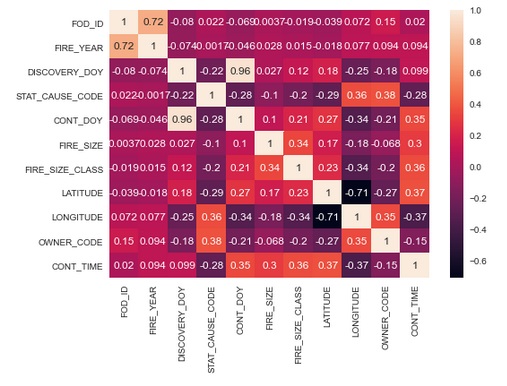 FOD_ID 1 0.72 -0.08 0.022 -0.069 0.0037 -0.019 -0.039 0.072 0.15 0.02
FIRE_YEAR 0.72 1 -0.074 0.0017 -0.046 0.028 0.015 -0.018 0.077 0.094 0.094
DISCOVERY_DOY -0.08 -0.074 1 -0.22 0.96 0.027 0.12 0.18 -0.25 -0.18 0.099
STAT_CAUSE_CODE 0.022 0.0017 -0.22 1 -0.28 -0.1 -0.2 -0.29 0.36 0.38 -0.28
CONT_DOY -0.069 -0.046 0.96 -0.28 1 0.1 0.21 0.27 -0.34 -0.21 0.35
FIRE_SIZE 0.0037 0.028 0.027 -0.1 0.1 1 0.34 0.17 -0.18 -0.068 0.3
FIRE_SIZE_CLASS -0.019 0.015 0.12 -0.2 0.21 0.34 1 0.23 -0.34 -0.2 0.36
LATITUDE -0.039 -0.018 0.18 -0.29 0.27 0.17 0.23 1 -0.71 -0.27 0.37
LONGITUDE 0.072 0.077 -0.25 0.36 -0.34 -0.18 -0.34 -0.71 1 0.35 -0.37
OWNER_CODE 0.15 0.094 -0.18 0.38 -0.21 -0.068 -0.2 -0.27 0.35 1 -0.15
CONT_TIME 0.02 0.094 0.099 -0.28 0.35 0.3 0.36 0.37 -0.37 -0.15 1
FOD_ID
FIRE_YEAR
DISCOVERY_DOY
STAT_CAUSE_CODE
CONT_DOY
FIRE_SIZE
FIRE_SIZE_CLASS
LATITUDE
LONGITUDE
OWNER_CODE
CONT_TIME
1.0
0.8
0.6
0.4
0.2
0.0
-0.2
-0.4
-0.6